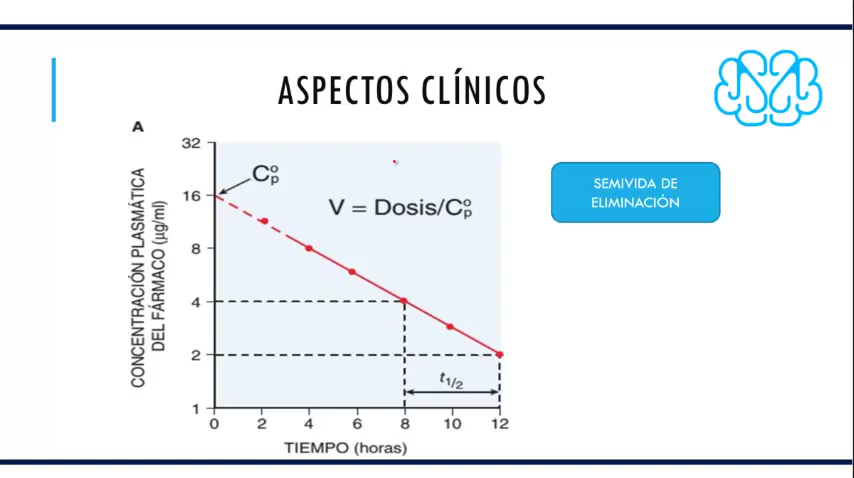 ASPECTOS CLÍNICOS
A
CONCENTRACIÓN PLASMÁTICA
DEL FÁRMACO (µg/ml)
32
16
8
4
2
1
C°p
V = Dosis/C°p
t1/2
0 2 4 6 8 10 12
TIEMPO (horas)
SEMIVIDA DE
ELIMINACIÓN